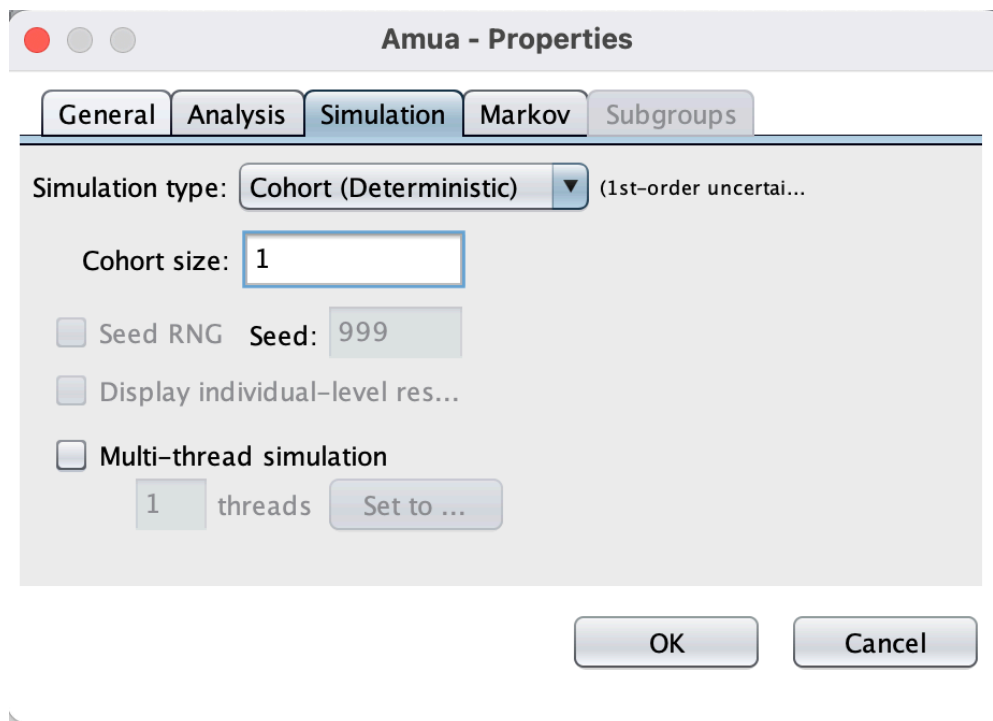 Amua - Properties
General Analysis Simulation Markov Subgroups
Simulation type: Cohort (Deterministic) (1st-order uncertai...
Cohort size: 1
Seed RNG Seed: 999
Display individual-level res...
Multi-thread simulation
1 threads Set to ...
OK Cancel